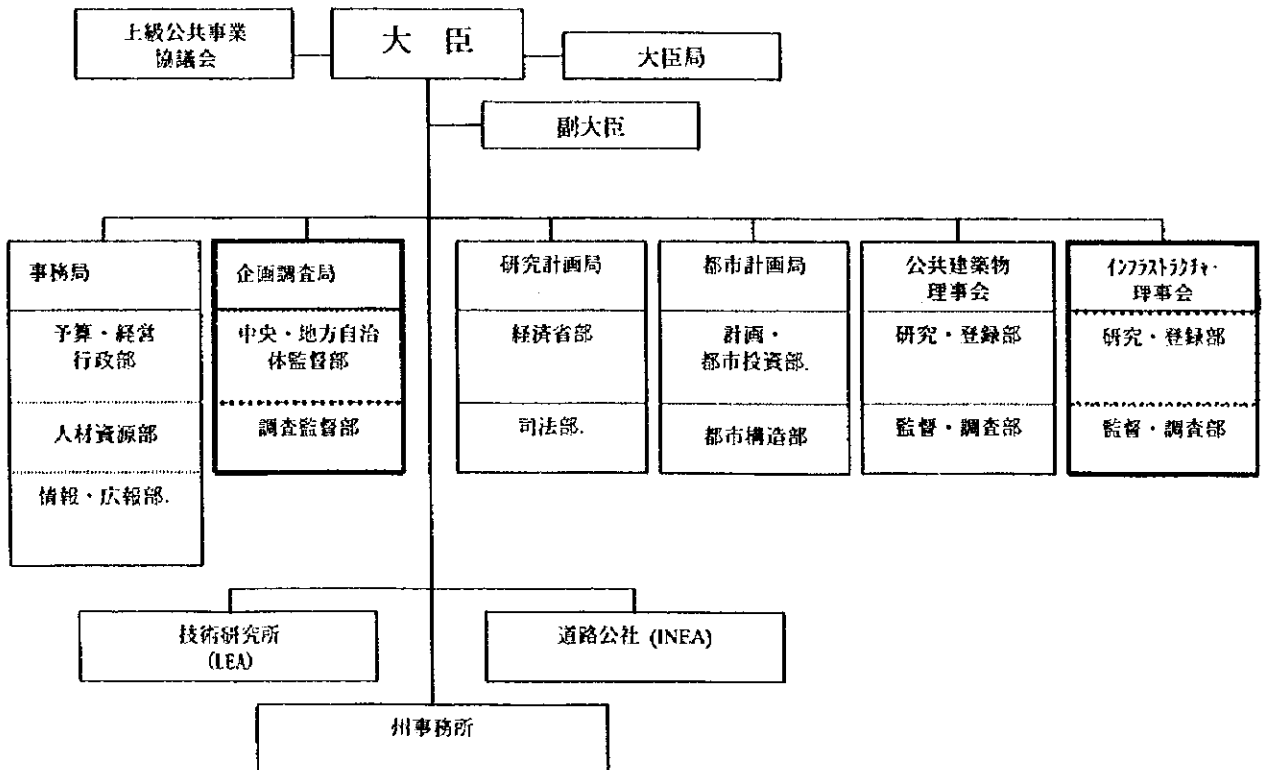 上級公共事業
協議会
大 臣
大臣局
副大臣
事務局
予算・経営
行政部
人材資源部
情報・広報部.
企画調査局
中央・地方自治
体監督部
調査監督部
研究計画局
経済省部
司法部.
都市計画局
計画・
都市投資部.
都市構造部
公共建築物
理事会
研究・登録部
監督・調査部
インフラストラクチャ・
理事会
研究・登録部
監督・調査部
技術研究所
(LEA)
道路公社 (INEA)
州事務所